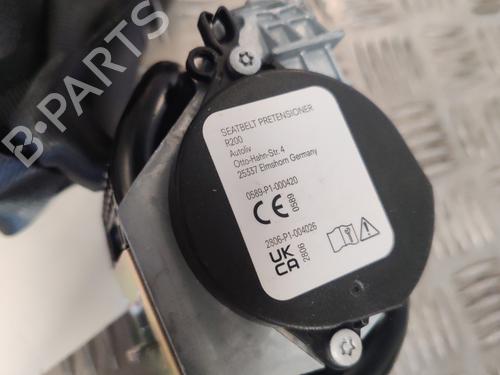 SEATBELT PRETENSIONER
R200
Autoliv
Otto-Hahn-Str. 4
25337 Elmshorn Germany
0589-P1-000420
CE 0589
2806-P1-004026
UK
CA 2806
B-PARTS